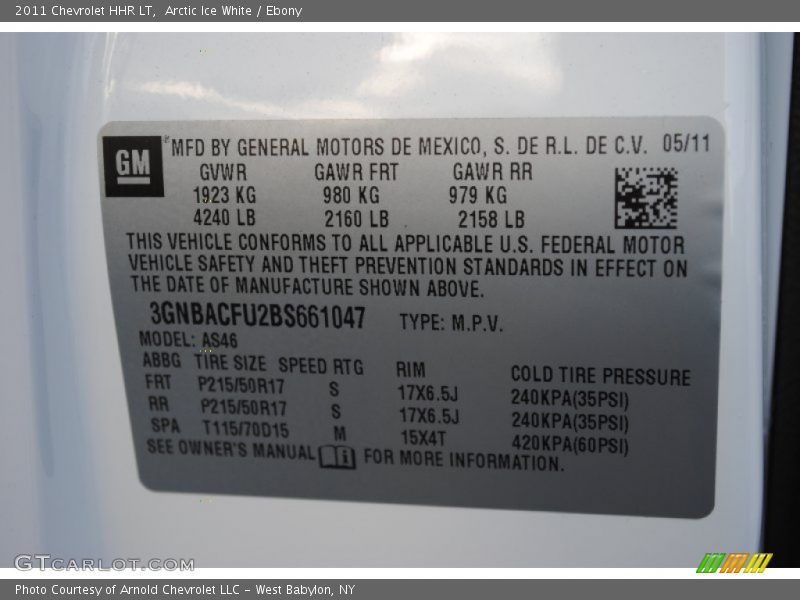 2011 Chevrolet HHR LT, Arctic Ice White / Ebony
GM
® MFD BY GENERAL MOTORS DE MEXICO, S. DE R.L. DE C.V. 05/11
GVWR GAWR FRT GAWR RR
1923 KG 980 KG 979 KG
4240 LB 2160 LB 2158 LB
THIS VEHICLE CONFORMS TO ALL APPLICABLE U.S. FEDERAL MOTOR
VEHICLE SAFETY AND THEFT PREVENTION STANDARDS IN EFFECT ON
THE DATE OF MANUFACTURE SHOWN ABOVE.
3GNBACFU2BS661047 TYPE: M.P.V.
MODEL: AS46
ABBG TIRE SIZE SPEED RTG RIM COLD TIRE PRESSURE
FRT P215/50R17 S 17X6.5J 240KPA(35PSI)
RR P215/50R17 S 17X6.5J 240KPA(35PSI)
SPA T115/70D15 M 15X4T 420KPA(60PSI)
SEE OWNER'S MANUAL i FOR MORE INFORMATION.
GTCARLOT.COM
Photo Courtesy of Arnold Chevrolet LLC - West Babylon, NY